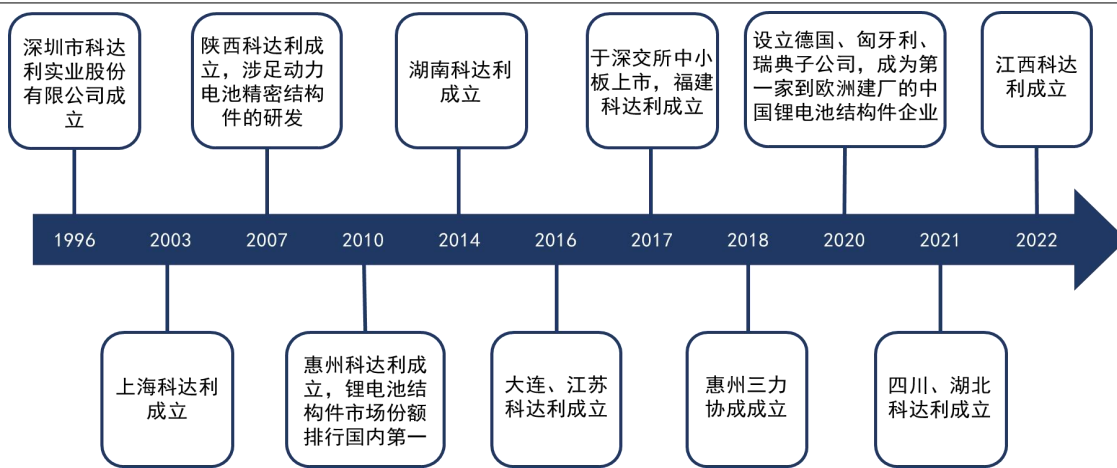 深圳市科达
利实业股份
有限公司成
立
陕西科达利成
立，涉足动力
电池精密结构
件的研发
湖南科达利
成立
于深交所中小
板上市，福建
科达利成立
设立德国、匈牙利、
瑞典子公司，成为第
一家到欧洲建厂的中
国锂电池结构件企业
江西科达
利成立
1996
2003
2007
2010
2014
2016
2017
2018
2020
2021
2022
上海科达利
成立
惠州科达利成
立，锂电池结
构件市场份额
排行国内第一
大连、江苏
科达利成立
惠州三力
协成成立
四川、湖北
科达利成立